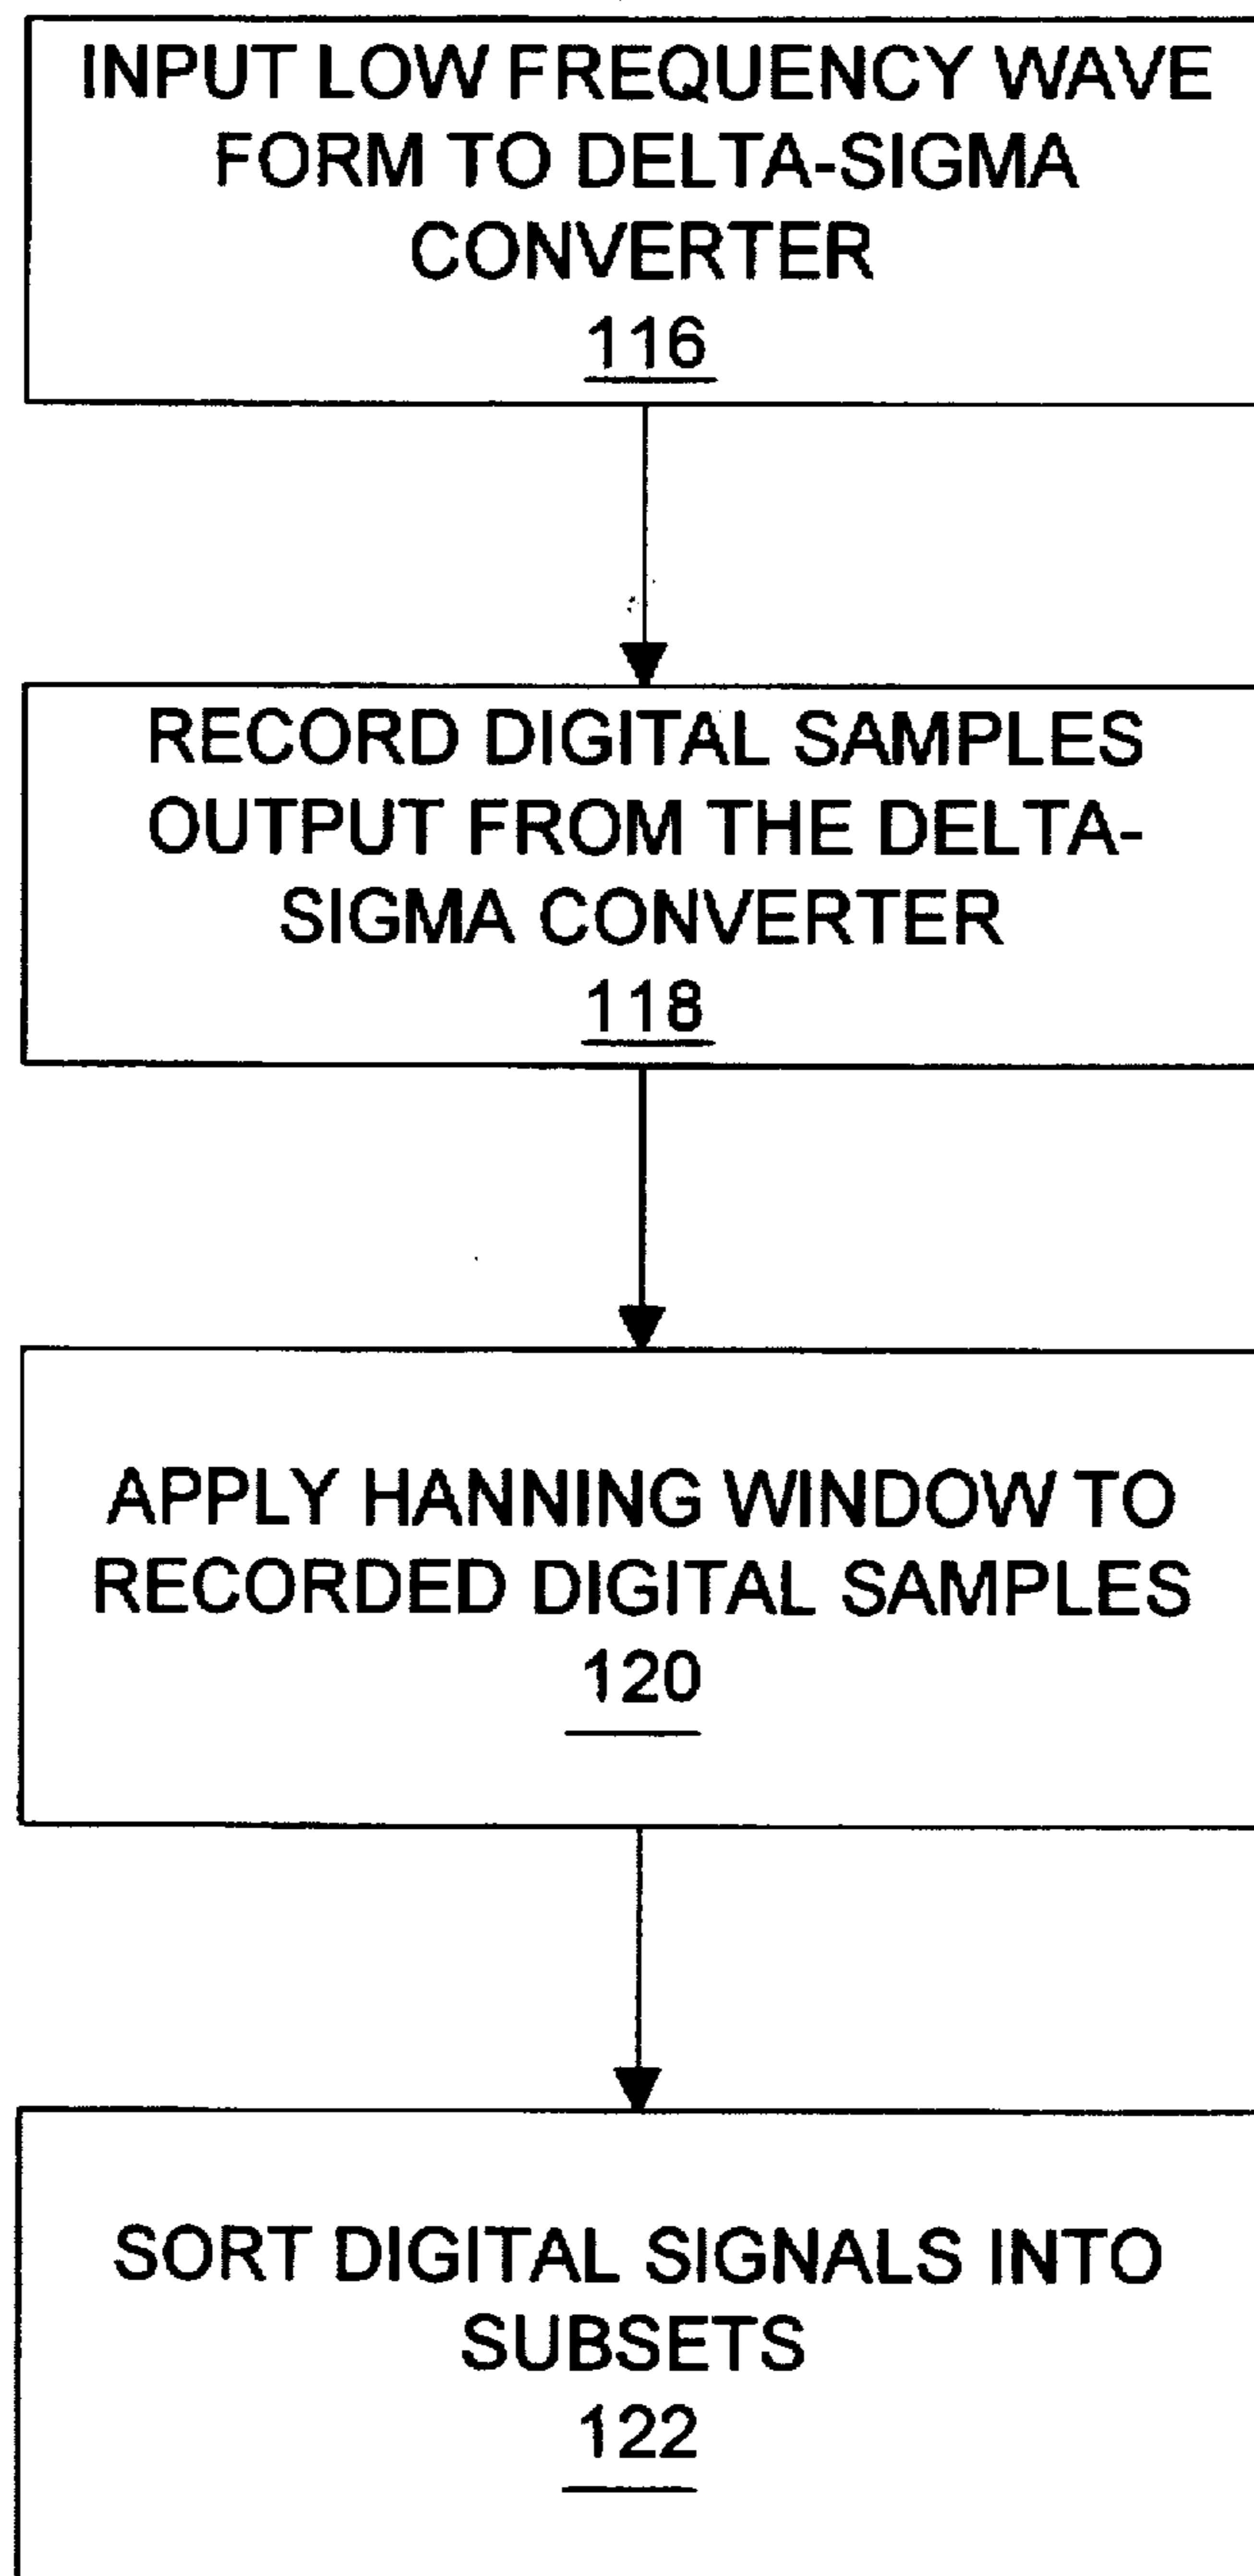 INPUT LOW FREQUENCY WAVE
FORM TO DELTA-SIGMA
CONVERTER
116
RECORD DIGITAL SAMPLES
OUTPUT FROM THE DELTA-
SIGMA CONVERTER
118
APPLY HANNING WINDOW TO
RECORDED DIGITAL SAMPLES
120
SORT DIGITAL SIGNALS INTO
SUBSETS
122